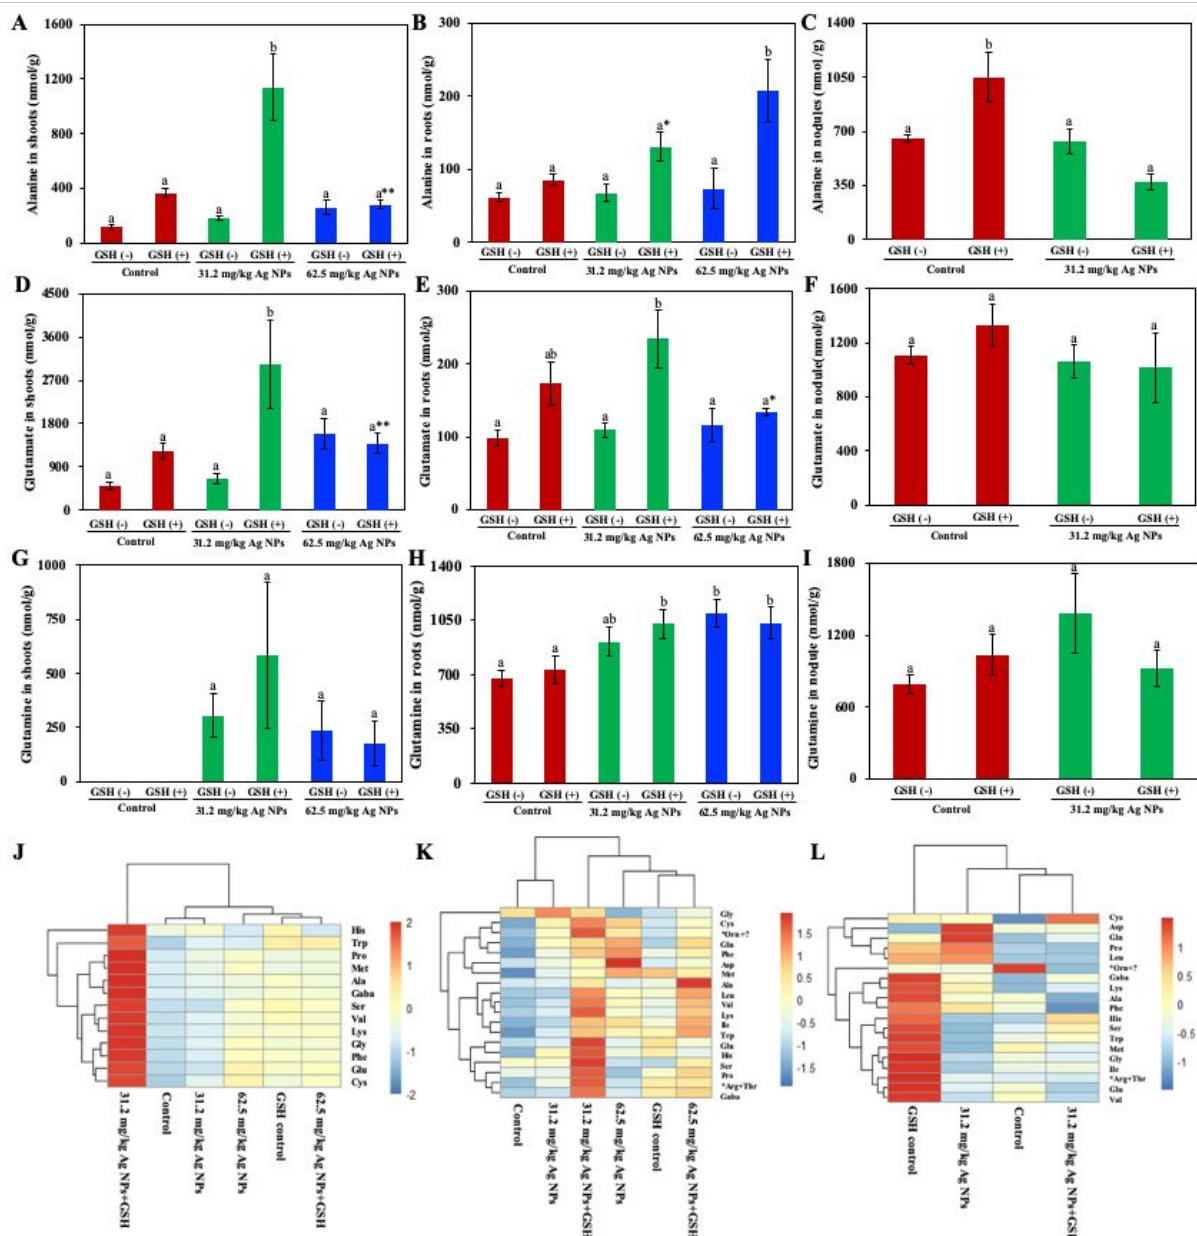 A
Alanine in shoots (nmol/g)
1600
1200
800
400
0
a
a
a
b
a
a**
GSH (-) GSH (+) GSH (-) GSH (+) GSH (-) GSH (+)
Control 31.2 mg/kg Ag NPs 62.5 mg/kg Ag NPs
B
Alanine in roots (nmol/g)
300
200
100
0
a
a
a
a*
a
b
GSH (-) GSH (+) GSH (-) GSH (+) GSH (-) GSH (+)
Control 31.2 mg/kg Ag NPs 62.5 mg/kg Ag NPs
C
Alanine in nodules (nmol /g)
1400
1050
700
350
0
a
b
a
a
GSH (-) GSH (+) GSH (-) GSH (+)
Control 31.2 mg/kg Ag NPs
D
Glutamate in shoots (nmol/g)
4500
3600
2700
1800
900
0
a
a
a
b
a
a**
GSH (-) GSH (+) GSH (-) GSH (+) GSH (-) GSH (+)
Control 31.2 mg/kg Ag NPs 62.5 mg/kg Ag NPs
E
Glutamate in roots (nmol/g)
300
200
100
0
a
ab
a
b
a
a*
GSH (-) GSH (+) GSH (-) GSH (+) GSH (-) GSH (+)
Control 31.2 mg/kg Ag NPs 62.5 mg/kg Ag NPs
F
Glutamate in nodule(nmol/g)
1600
1200
800
400
0
a
a
a
a
GSH (-) GSH (+) GSH (-) GSH (+)
Control 31.2 mg/kg Ag NPs
G
Glutamine in shoots (nmol/g)
1000
750
500
250
0
a
a
a
a
GSH (-) GSH (+) GSH (-) GSH (+) GSH (-) GSH (+)
Control 31.2 mg/kg Ag NPs 62.5 mg/kg Ag NPs
H
Glutamine in roots (nmol/g)
1400
1050
700
350
0
a
a
ab
b
b
b
GSH (-) GSH (+) GSH (-) GSH (+) GSH (-) GSH (+)
Control 31.2 mg/kg Ag NPs 62.5 mg/kg Ag NPs
I
Glutamine in nodule (nmol/g)
1800
1200
600
0
a
a
a
a
GSH (-) GSH (+) GSH (-) GSH (+)
Control 31.2 mg/kg Ag NPs
J
His
Trp
Pro
Met
Ala
Gaba
Ser
Val
Lys
Gly
Phe
Glu
Cys
2
1
0
-1
-2
31.2 mg/kg Ag NPs+GSH
Control
31.2 mg/kg Ag NPs
62.5 mg/kg Ag NPs
GSH control
62.5 mg/kg Ag NPs+GSH
K
Gly
Cys
*Orn+?
Gln
Phe
Asp
Met
Ala
Leu
Val
Lys
Ile
Trp
Glu
His
Ser
Pro
*Arg+Thr
Gaba
1.5
1
0.5
0
-0.5
-1
-1.5
Control
31.2 mg/kg Ag NPs
31.2 mg/kg Ag NPs+GSH
62.5 mg/kg Ag NPs
GSH control
62.5 mg/kg Ag NPs+GSH
L
Cys
Asp
Gln
Pro
Leu
*Orn+?
Gaba
Lys
Ala
Phe
His
Ser
Trp
Met
Gly
Ile
*Arg+Thr
Glu
Val
1
0.5
0
-0.5
-1
GSH control
31.2 mg/kg Ag NPs
Control
31.2 mg/kg Ag NPs+GSH